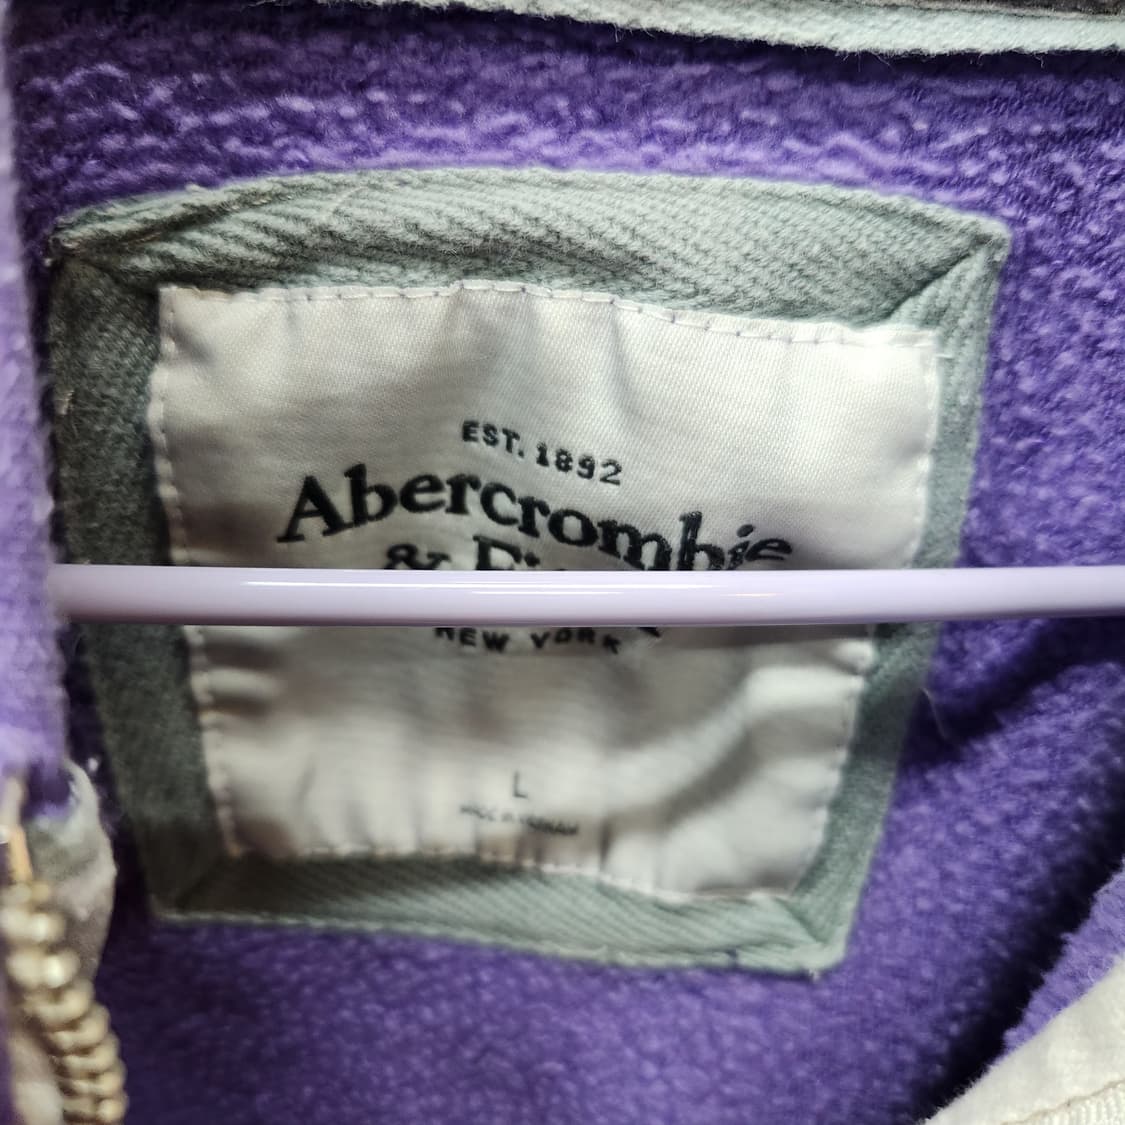 EST. 1892
Abercrombie
&
NEW YORK
L